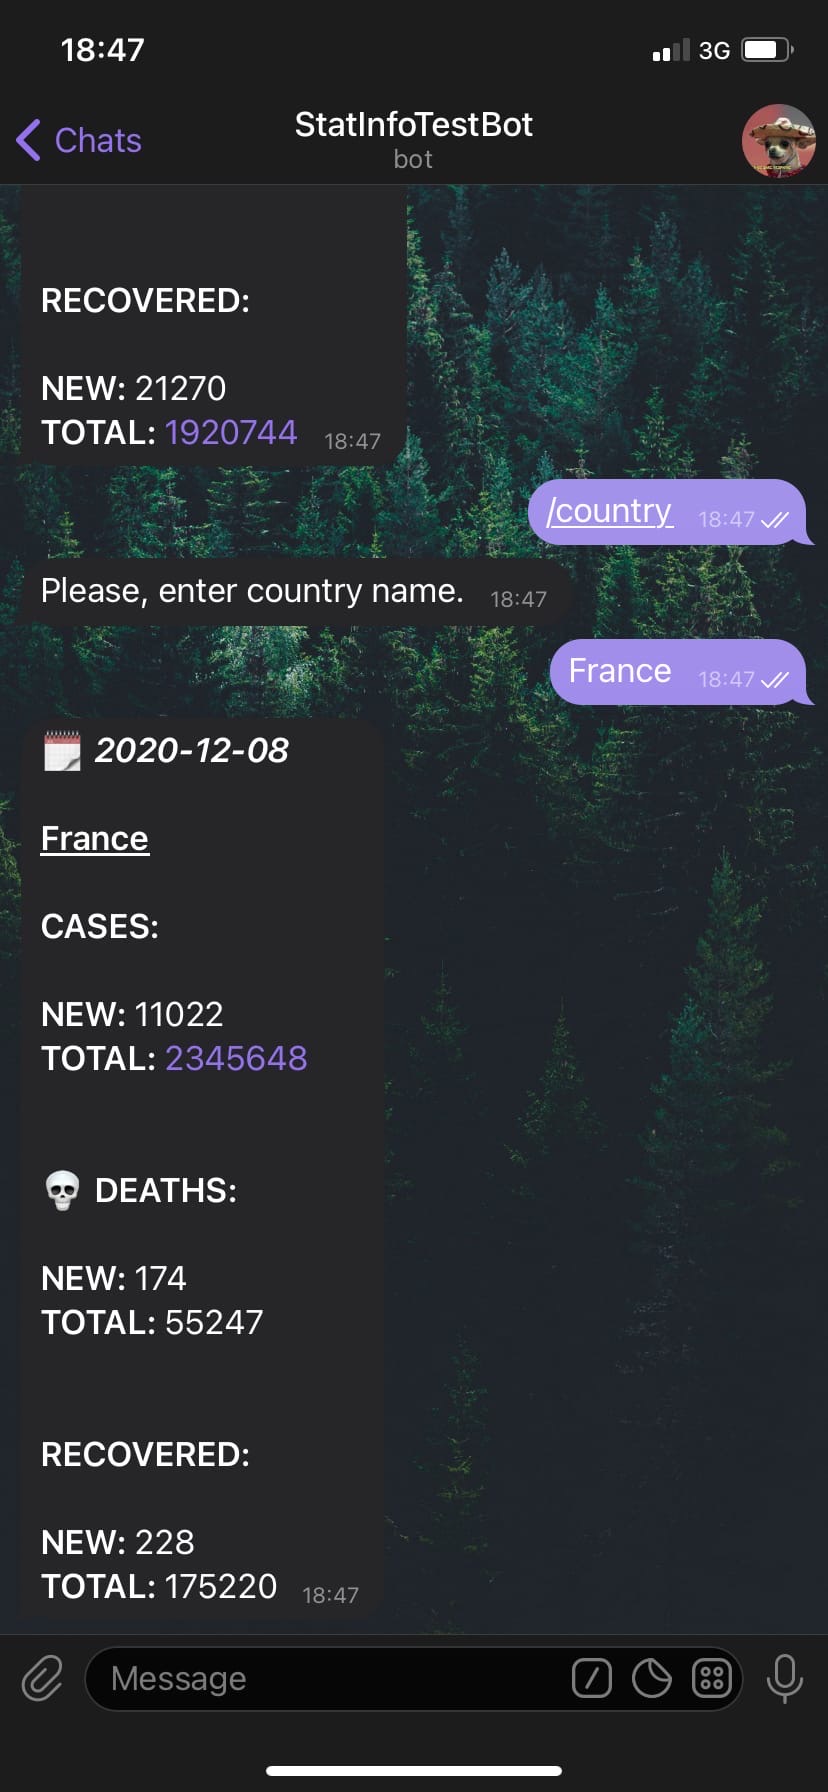 18:47
3G
Chats
StatInfoTestBot
bot
RECOVERED:
NEW: 21270
TOTAL: 1920744 18:47
/country 18:47
Please, enter country name. 18:47
France 18:47
2020-12-08
France
CASES:
NEW: 11022
TOTAL: 2345648
DEATHS:
NEW: 174
TOTAL: 55247
RECOVERED:
NEW: 228
TOTAL: 175220 18:47
Message